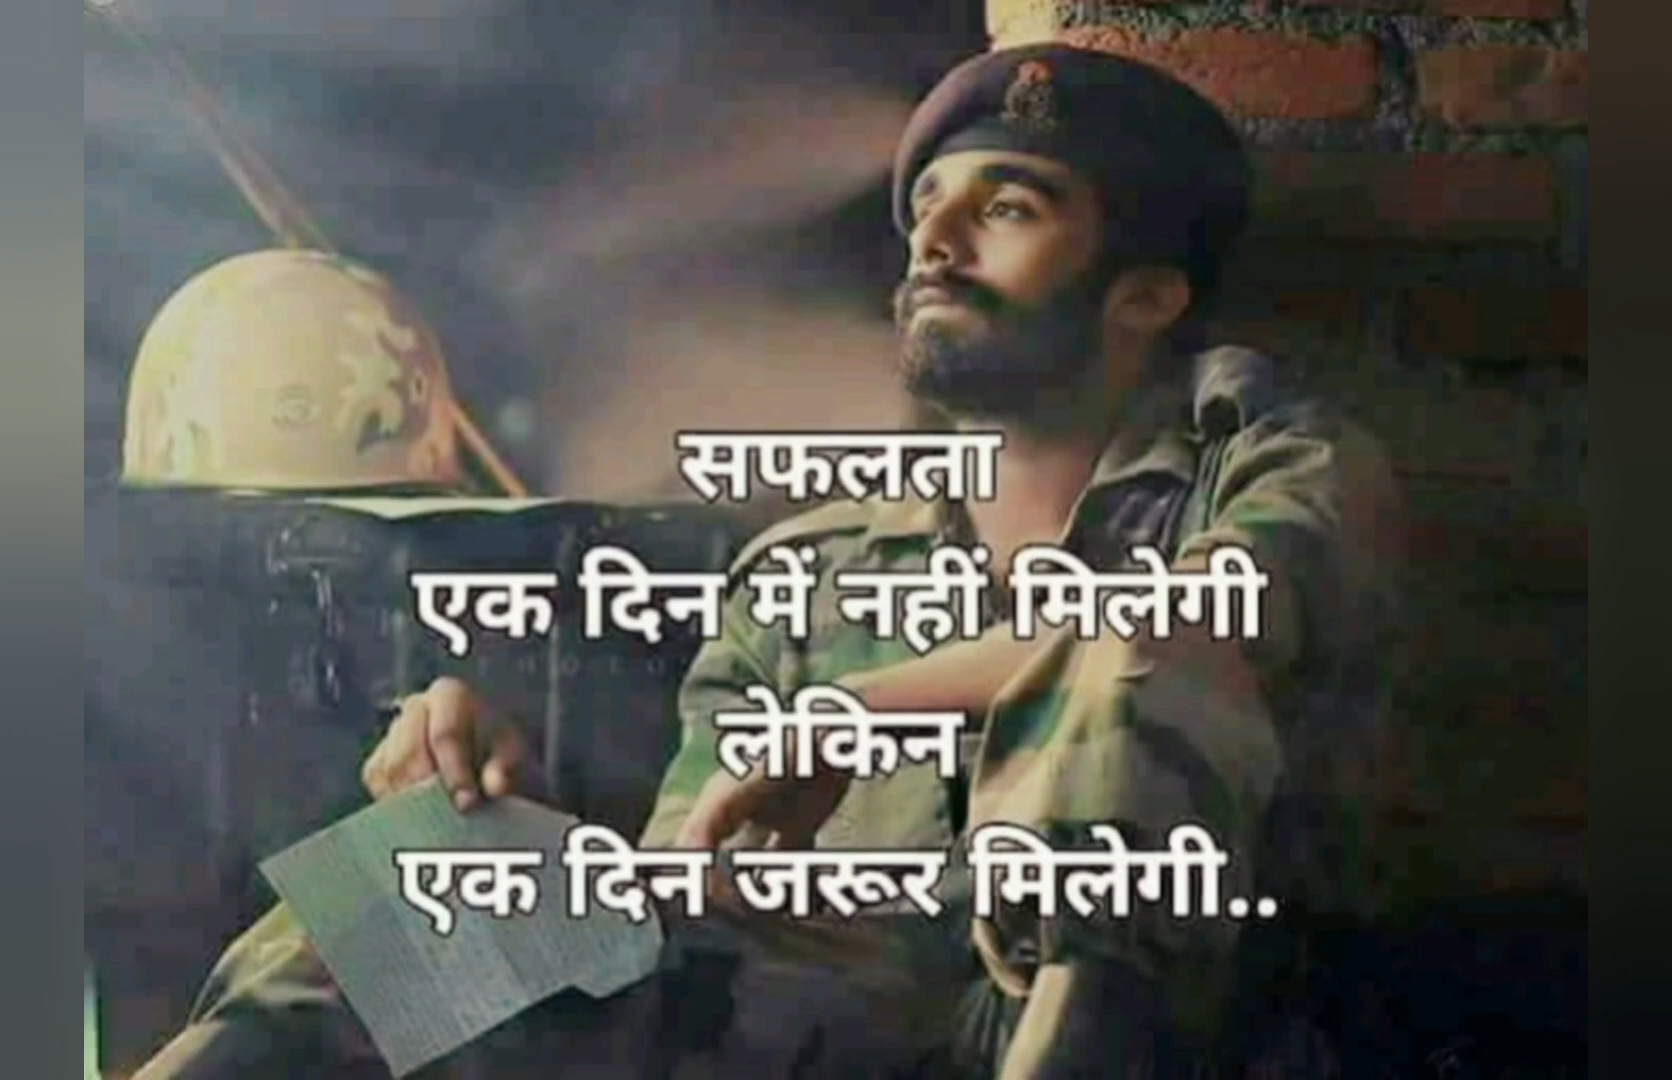 सफलता
एक दिन में नहीं मिलेगी
लेकिन
एक दिन जरूर मिलेगी..